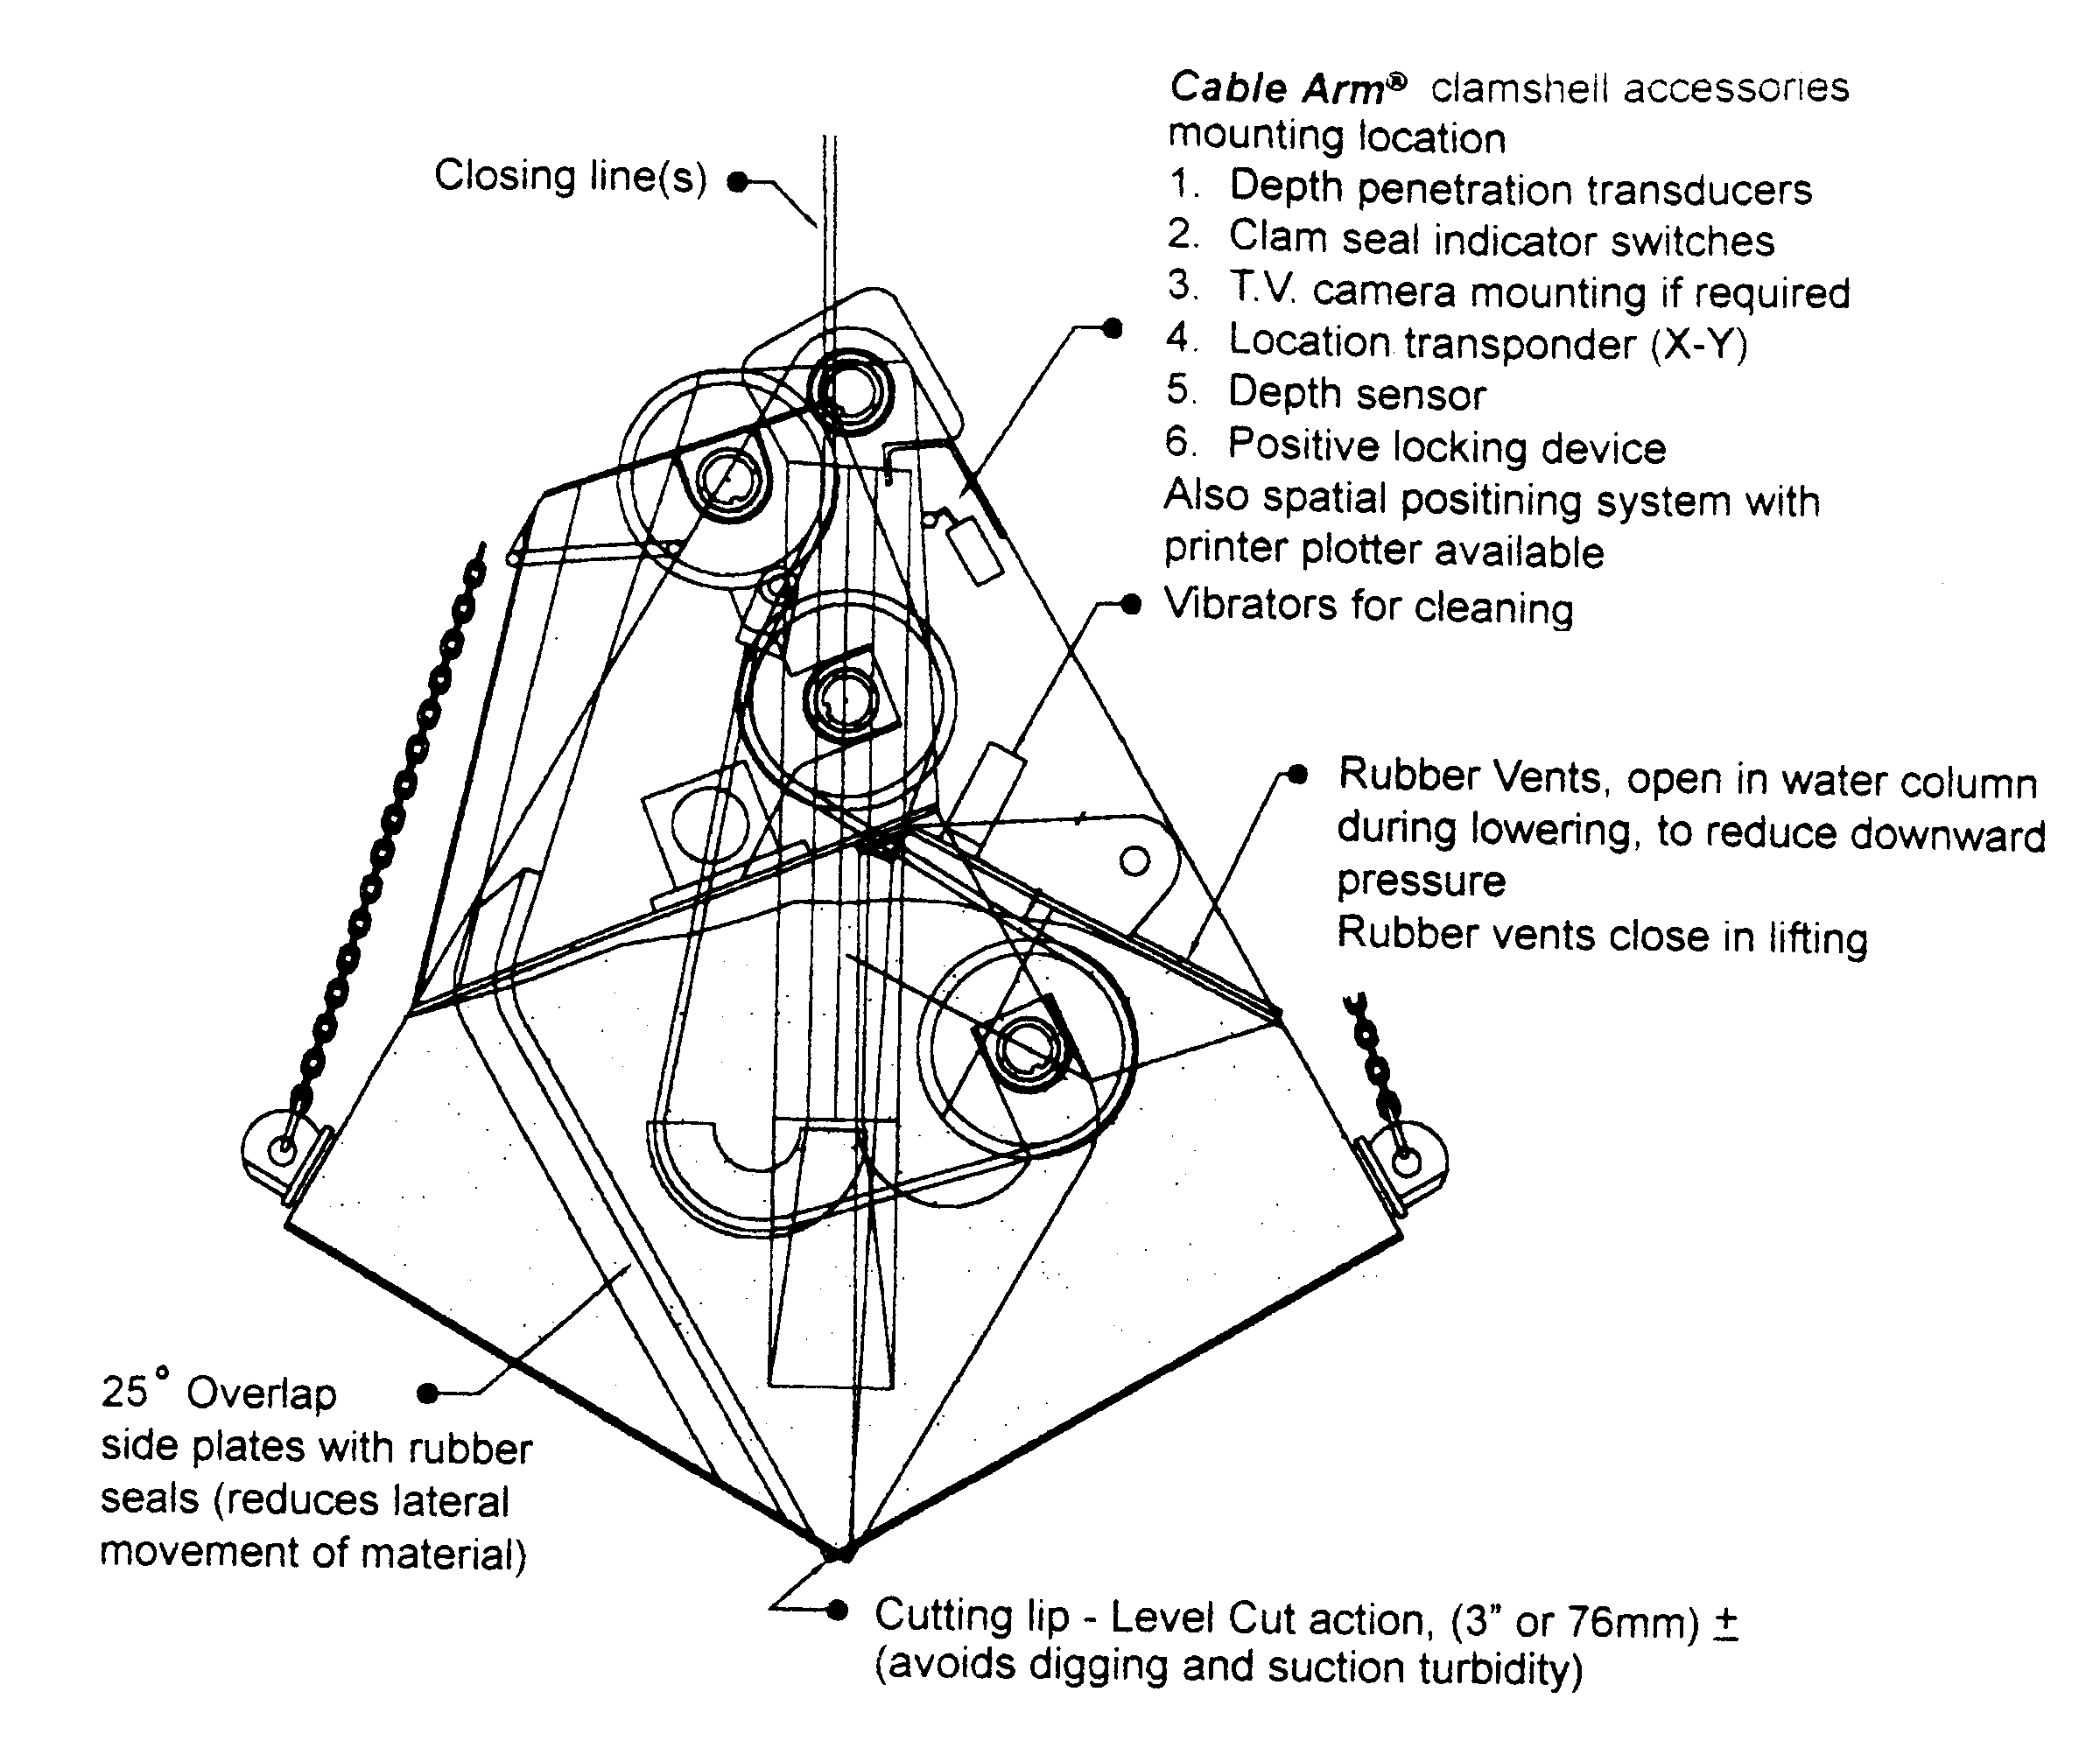 Cable Arm® clamshell accessories
mounting location
Closing line(s)
1. Depth penetration transducers
2. Clam seal indicator switches
3. T.V. camera mounting if required
4. Location transponder (X-Y)
5. Depth sensor
6. Positive locking device
Also spatial positining system with
printer plotter available
Vibrators for cleaning
Rubber Vents, open in water column
during lowering, to reduce downward
pressure
Rubber vents close in lifting
25° Overlap
side plates with rubber
seals (reduces lateral
movement of material)
Cutting lip - Level Cut action, (3" or 76mm) ±
(avoids digging and suction turbidity)